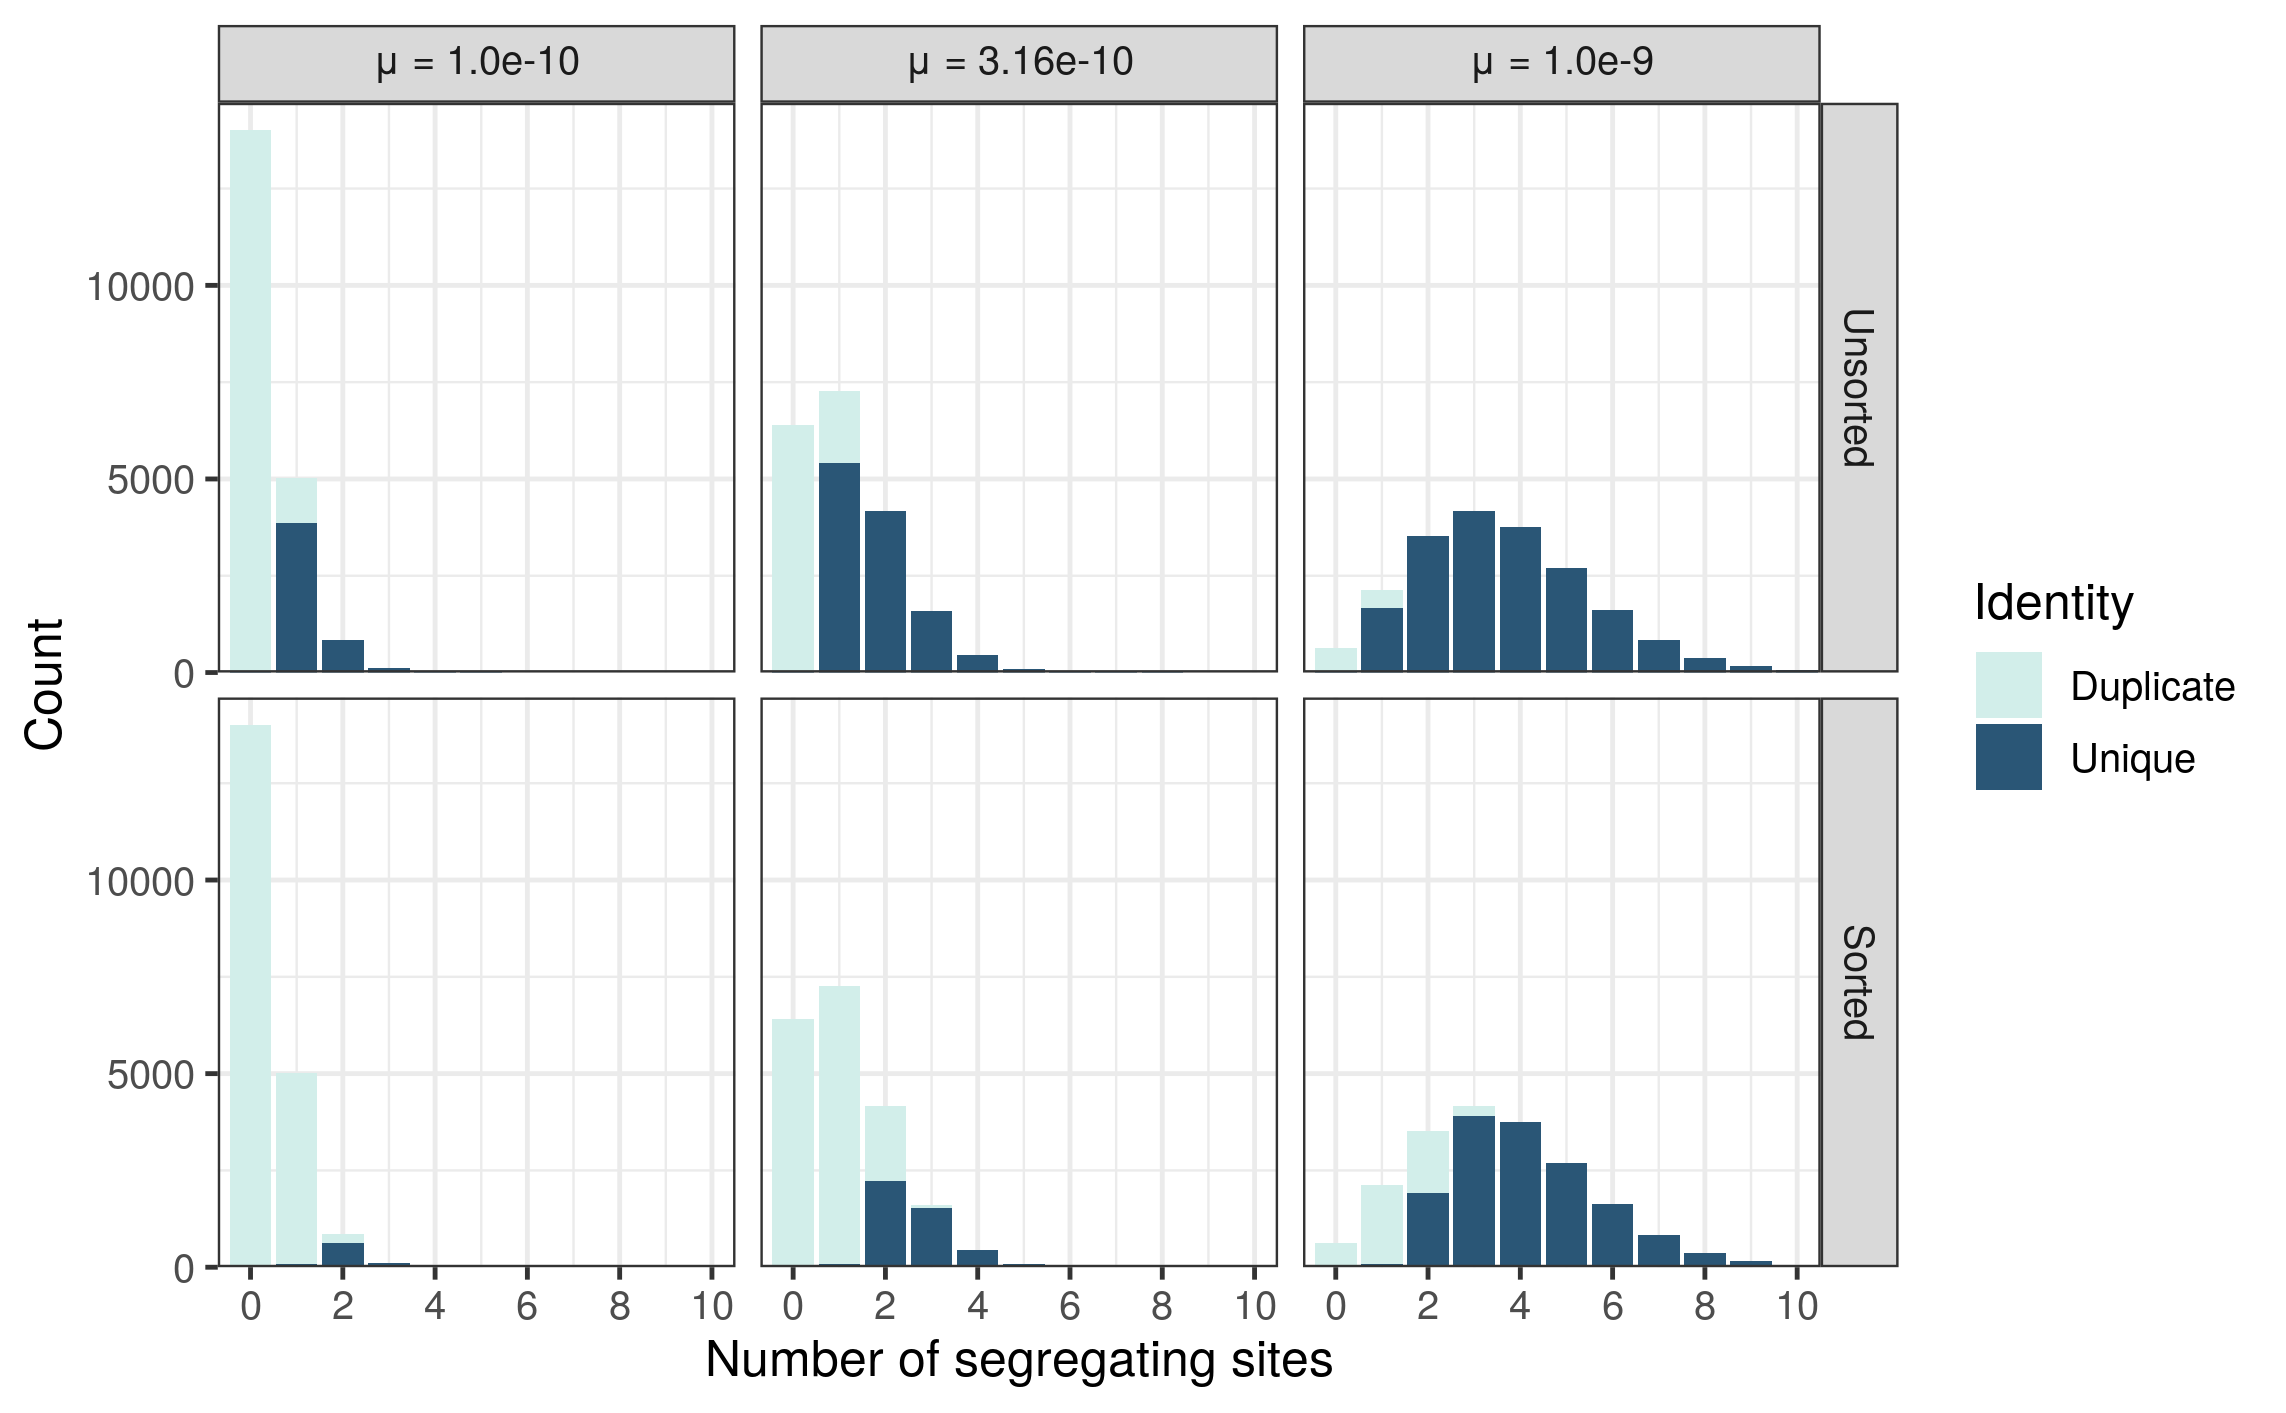 µ = 1.0e-10
µ = 3.16e-10
µ = 1.0e-9
10000
5000
0
Unsorted
10000
5000
0
Sorted
0 2 4 6 8 10
0 2 4 6 8 10
0 2 4 6 8 10
Number of segregating sites
Count
Identity
Duplicate
Unique